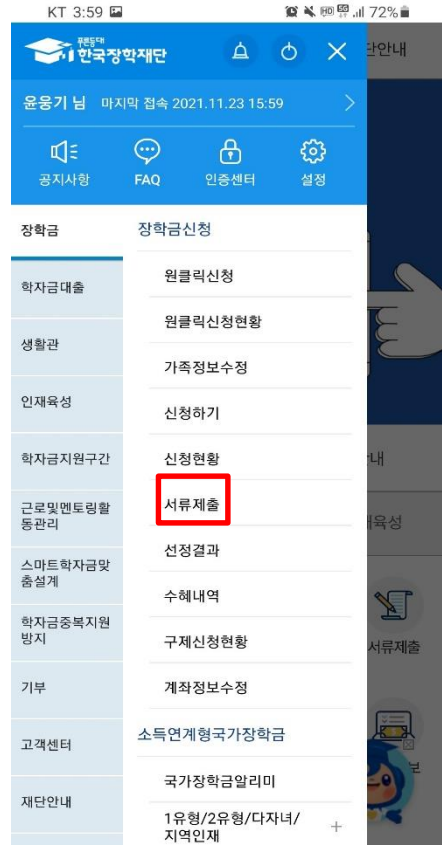 KT 3:59
72%
푸른등대
한국장학재단
단안내
윤웅기 님 마지막 접속 2021.11.23 15:59
공지사항 FAQ 인증센터 설정
장학금
학자금대출
생활관
인재육성
학자금지원구간
근로및멘토링활
동관리
스마트학자금맞
춤설계
학자금중복지원
방지
기부
고객센터
재단안내
장학금신청
원클릭신청
원클릭신청현황
가족정보수정
신청하기
신청현황
서류제출
선정결과
수혜내역
구제신청현황
계좌정보수정
소득연계형국가장학금
국가장학금알리미
1유형/2유형/다자녀/
지역인재
내
육성
서류제출
보